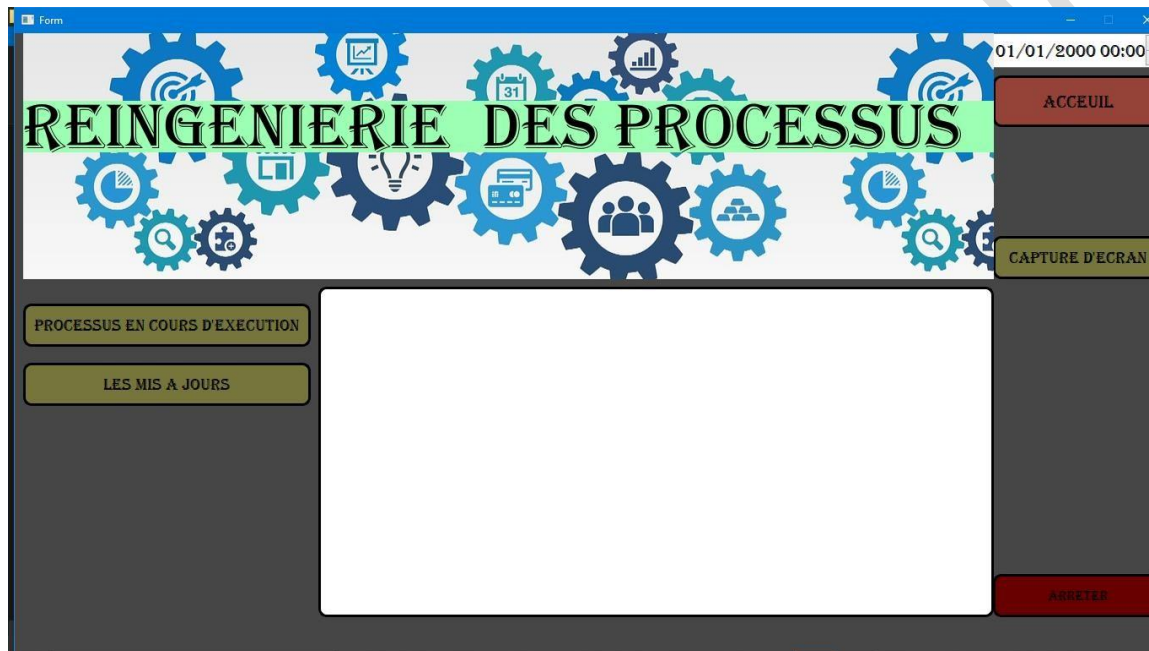 Form
01/01/2000 00:00
31
REINGENIERIE DES PROCESSUS
ACCEUIL
CAPTURE D'ECRAN
PROCESSUS EN COURS D'EXECUTION
LES MIS A JOURS
ARRETER